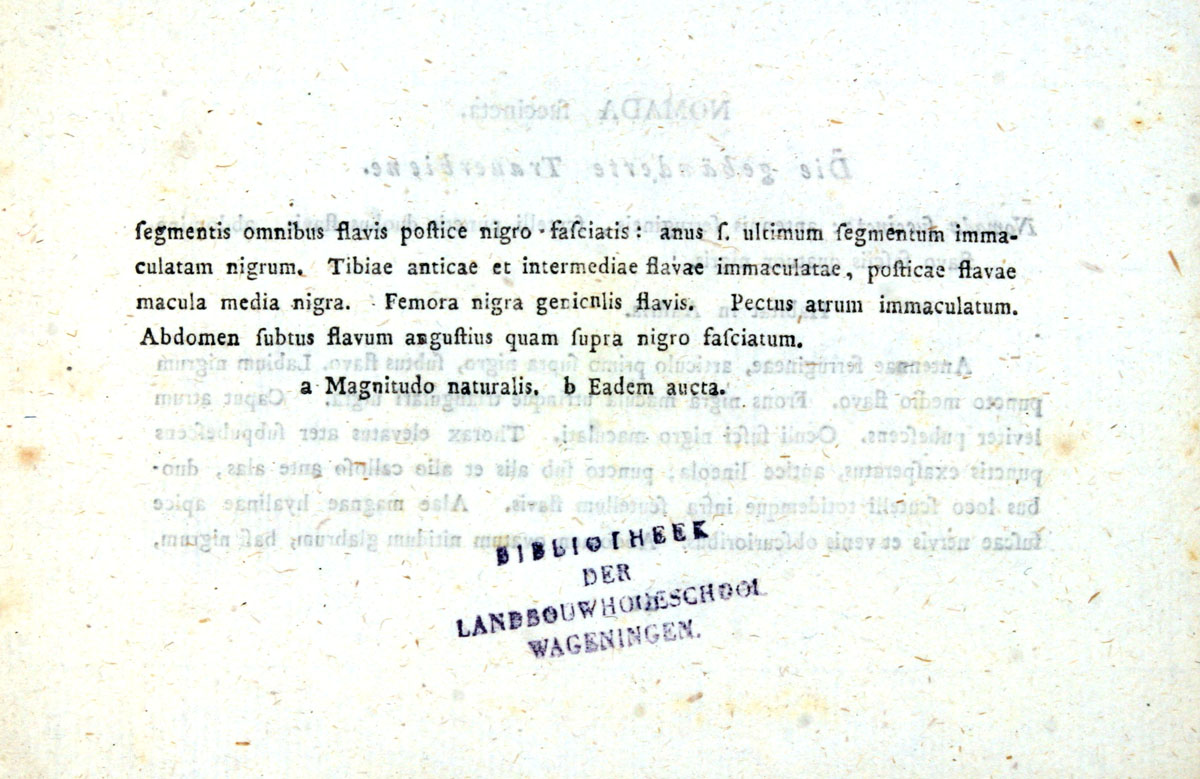 ſegmentis omnibus flavis poſtice nigro faſciatis: anus ſ. ultimum ſegmentum imma-
culatam nigrum. Tibiae anticae et intermediae flavae immaculatae, poſticae flavae
macula media nigra. Femora nigra geniculis flavis. Pectus atrum immaculatum.
Abdomen ſubtus flavum anguſtius quam ſupra nigro faſciatum.
a Magnitudo naturalis. b Eadem aucta.
BIBLIOTHEEK
DER
LANDBOUWHOGESCHOOL
WAGENINGEN.